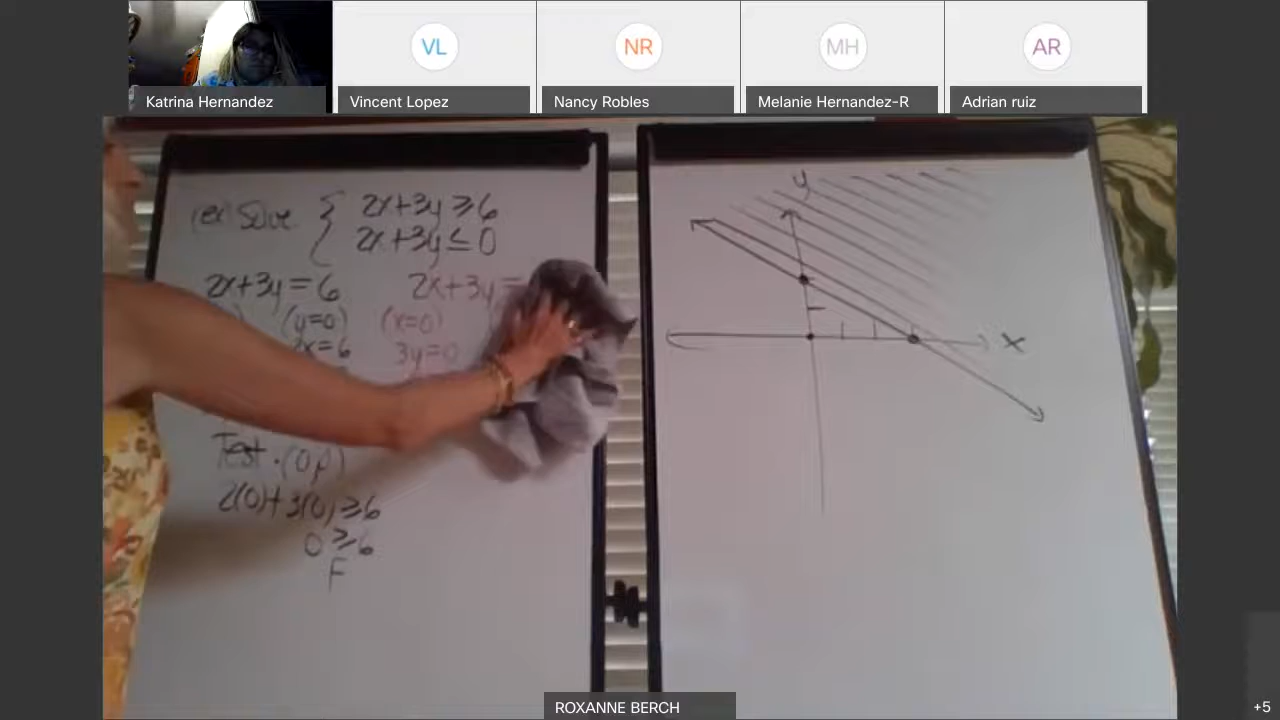 VL
NR
MH
AR
Katrina Hernandez
Vincent Lopez
Nancy Robles
Melanie Hernandez-R
Adrian ruiz
(ex) Solve { 2x+3y ≥ 6
2x+3y ≤ 0
2x+3y = 6
2x+3y =
(y=0) (x=0)
x=6 3y=0
Test (0,0)
2(0)+3(0) ≥ 6
0 ≥ 6
F
y
x
ROXANNE BERCH
+5